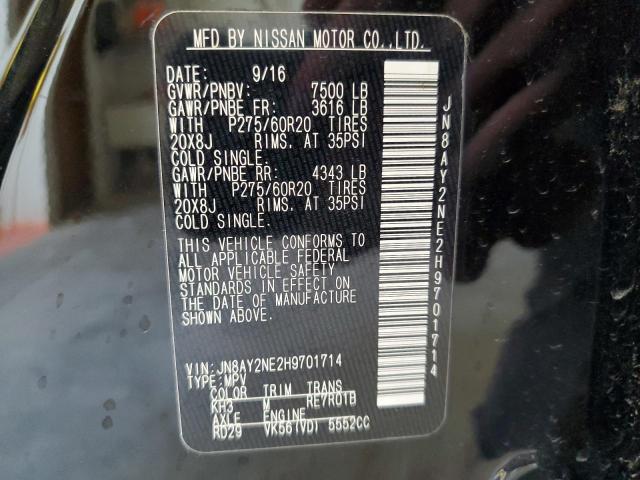 MFD BY NISSAN MOTOR CO.,LTD.
DATE: 9/16
GVWR/PNBV: 7500 LB
GAWR/PNBE FR: 3616 LB
WITH P275/60R20 TIRES
20X8J RIMS. AT 35PSI
COLD SINGLE.
GAWR/PNBE RR: 4343 LB
WITH P275/60R20 TIRES
20X8J RIMS. AT 35PSI
COLD SINGLE.
THIS VEHICLE CONFORMS TO
ALL APPLICABLE FEDERAL
MOTOR VEHICLE SAFETY
STANDARDS IN EFFECT ON
THE DATE OF MANUFACTURE
SHOWN ABOVE.
VIN: JN8AY2NE2H9701714
TYPE: MPV
COLOR TRIM TRANS
KH3 M RE7R01B
AXLE ENGINE
RD29 VK56(VD) 5552CC
JN8AY2NE2H9701714